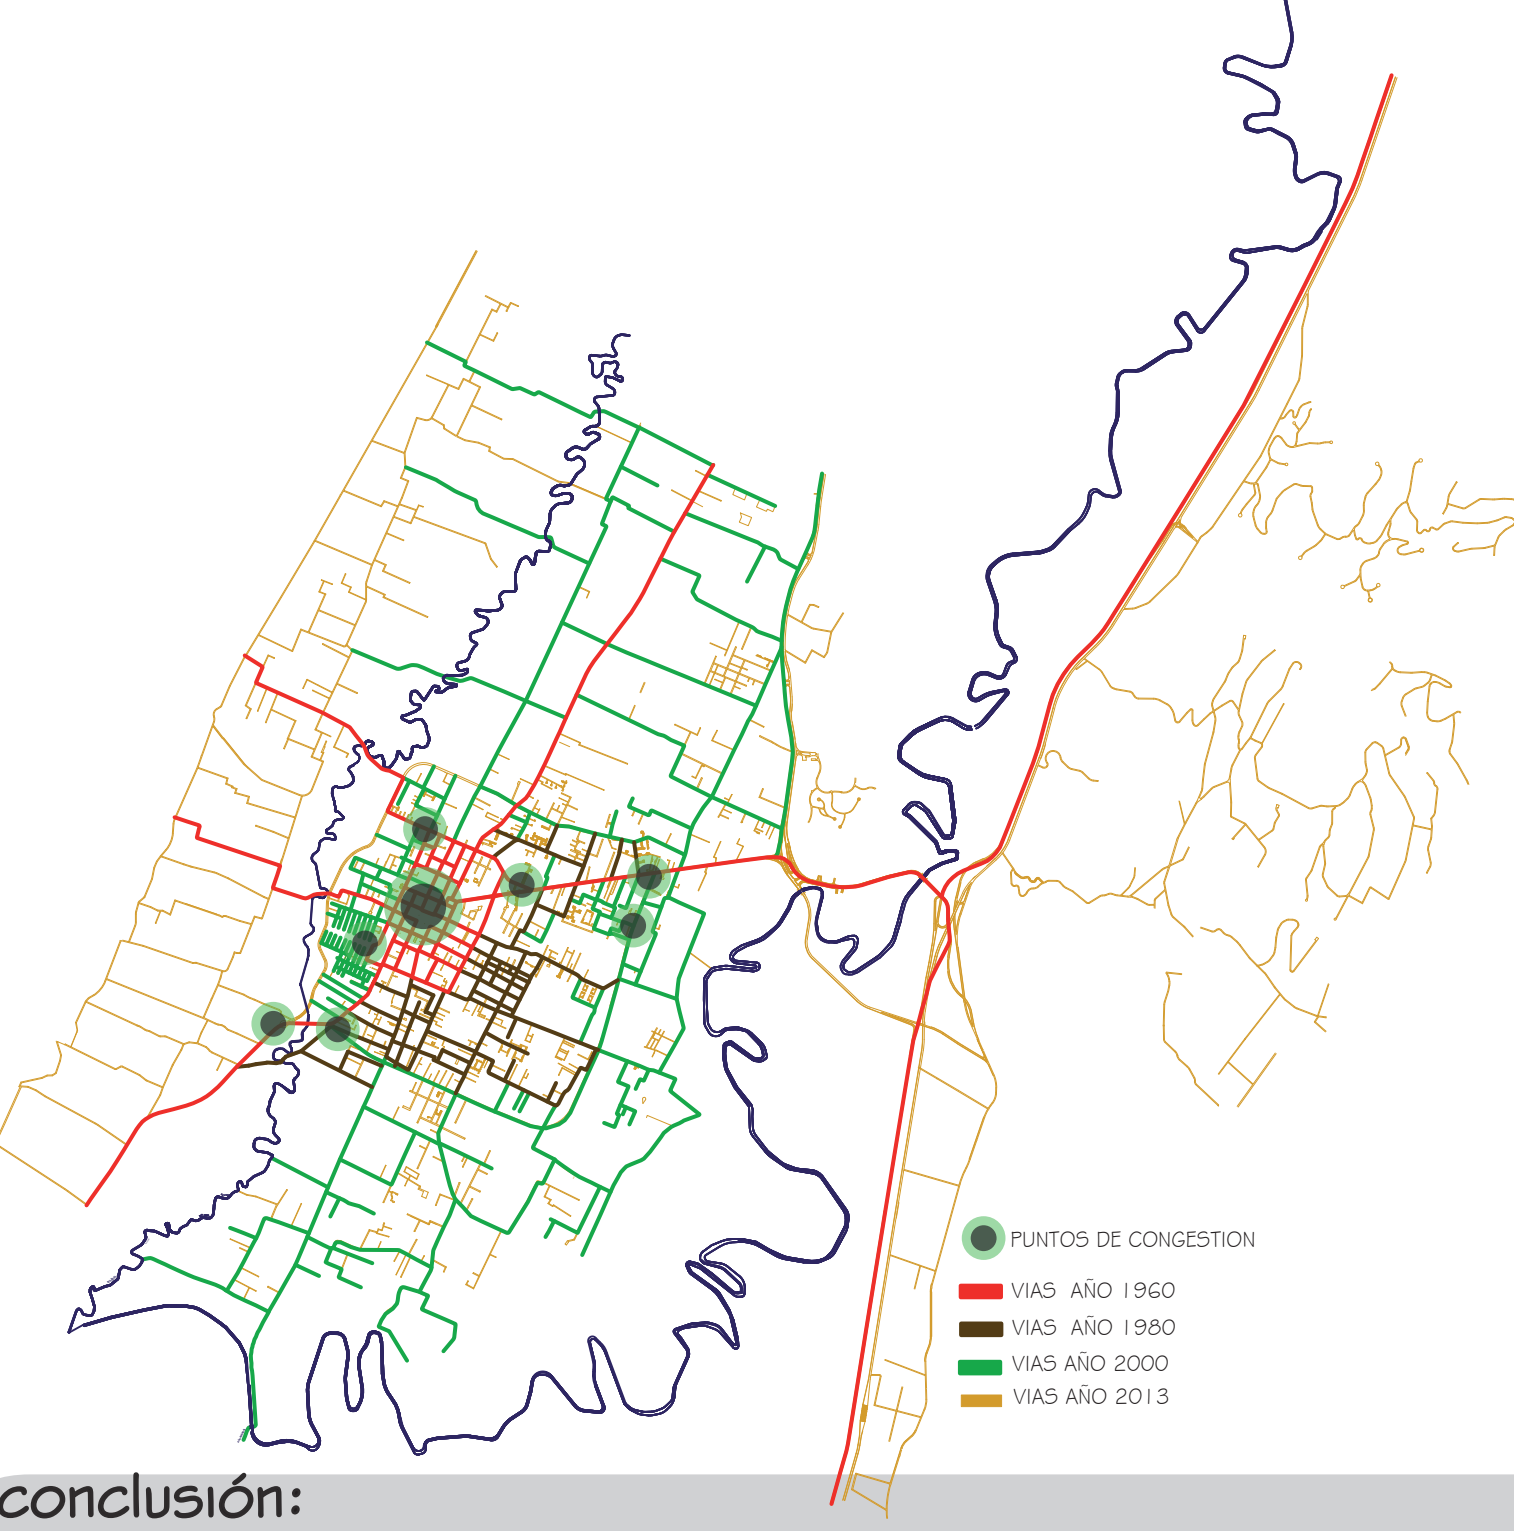 PUNTOS DE CONGESTION
VIAS AÑO 1960
VIAS AÑO 1980
VIAS AÑO 2000
VIAS AÑO 2013
conclusión: